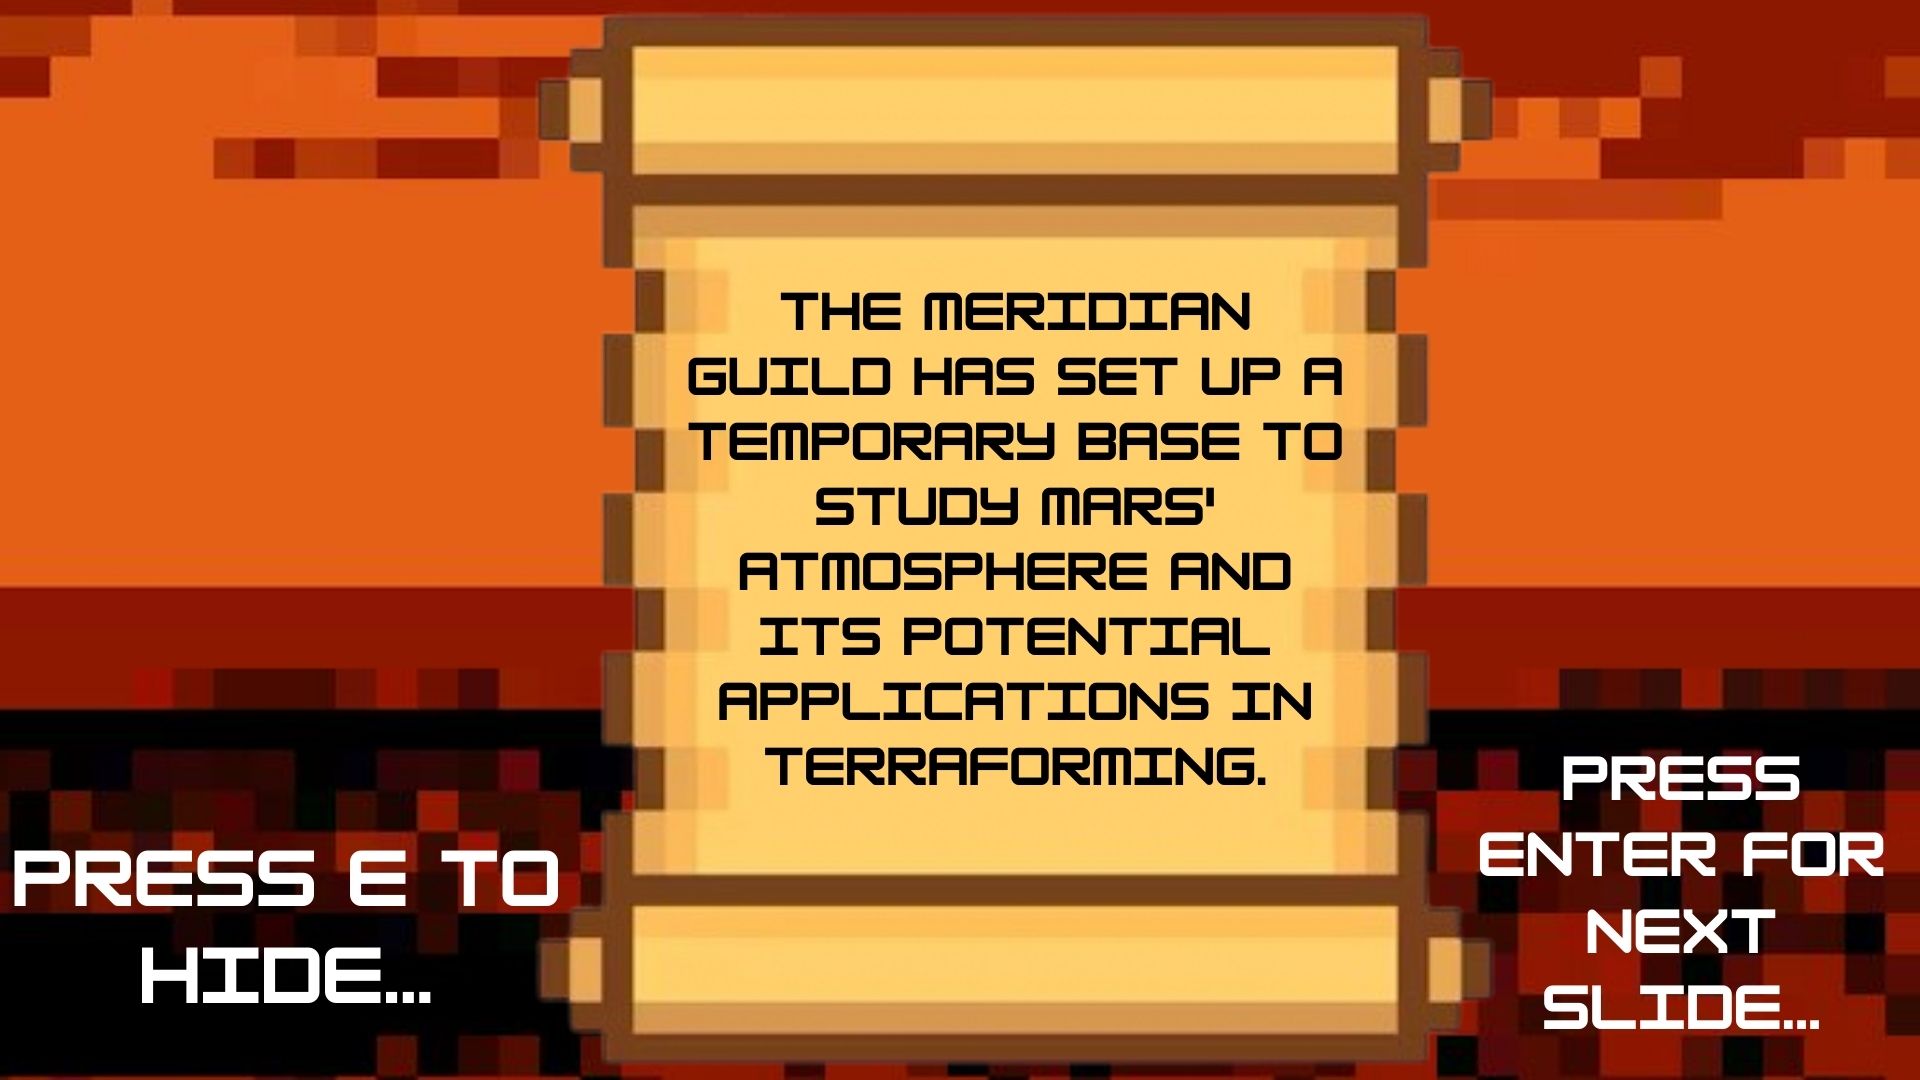 THE MERIDIAN
GUILD HAS SET UP A
TEMPORARY BASE TO
STUDY MARS'
ATMOSPHERE AND
ITS POTENTIAL
APPLICATIONS IN
TERRAFORMING.
PRESS E TO
HIDE...
PRESS
ENTER FOR
NEXT
SLIDE...